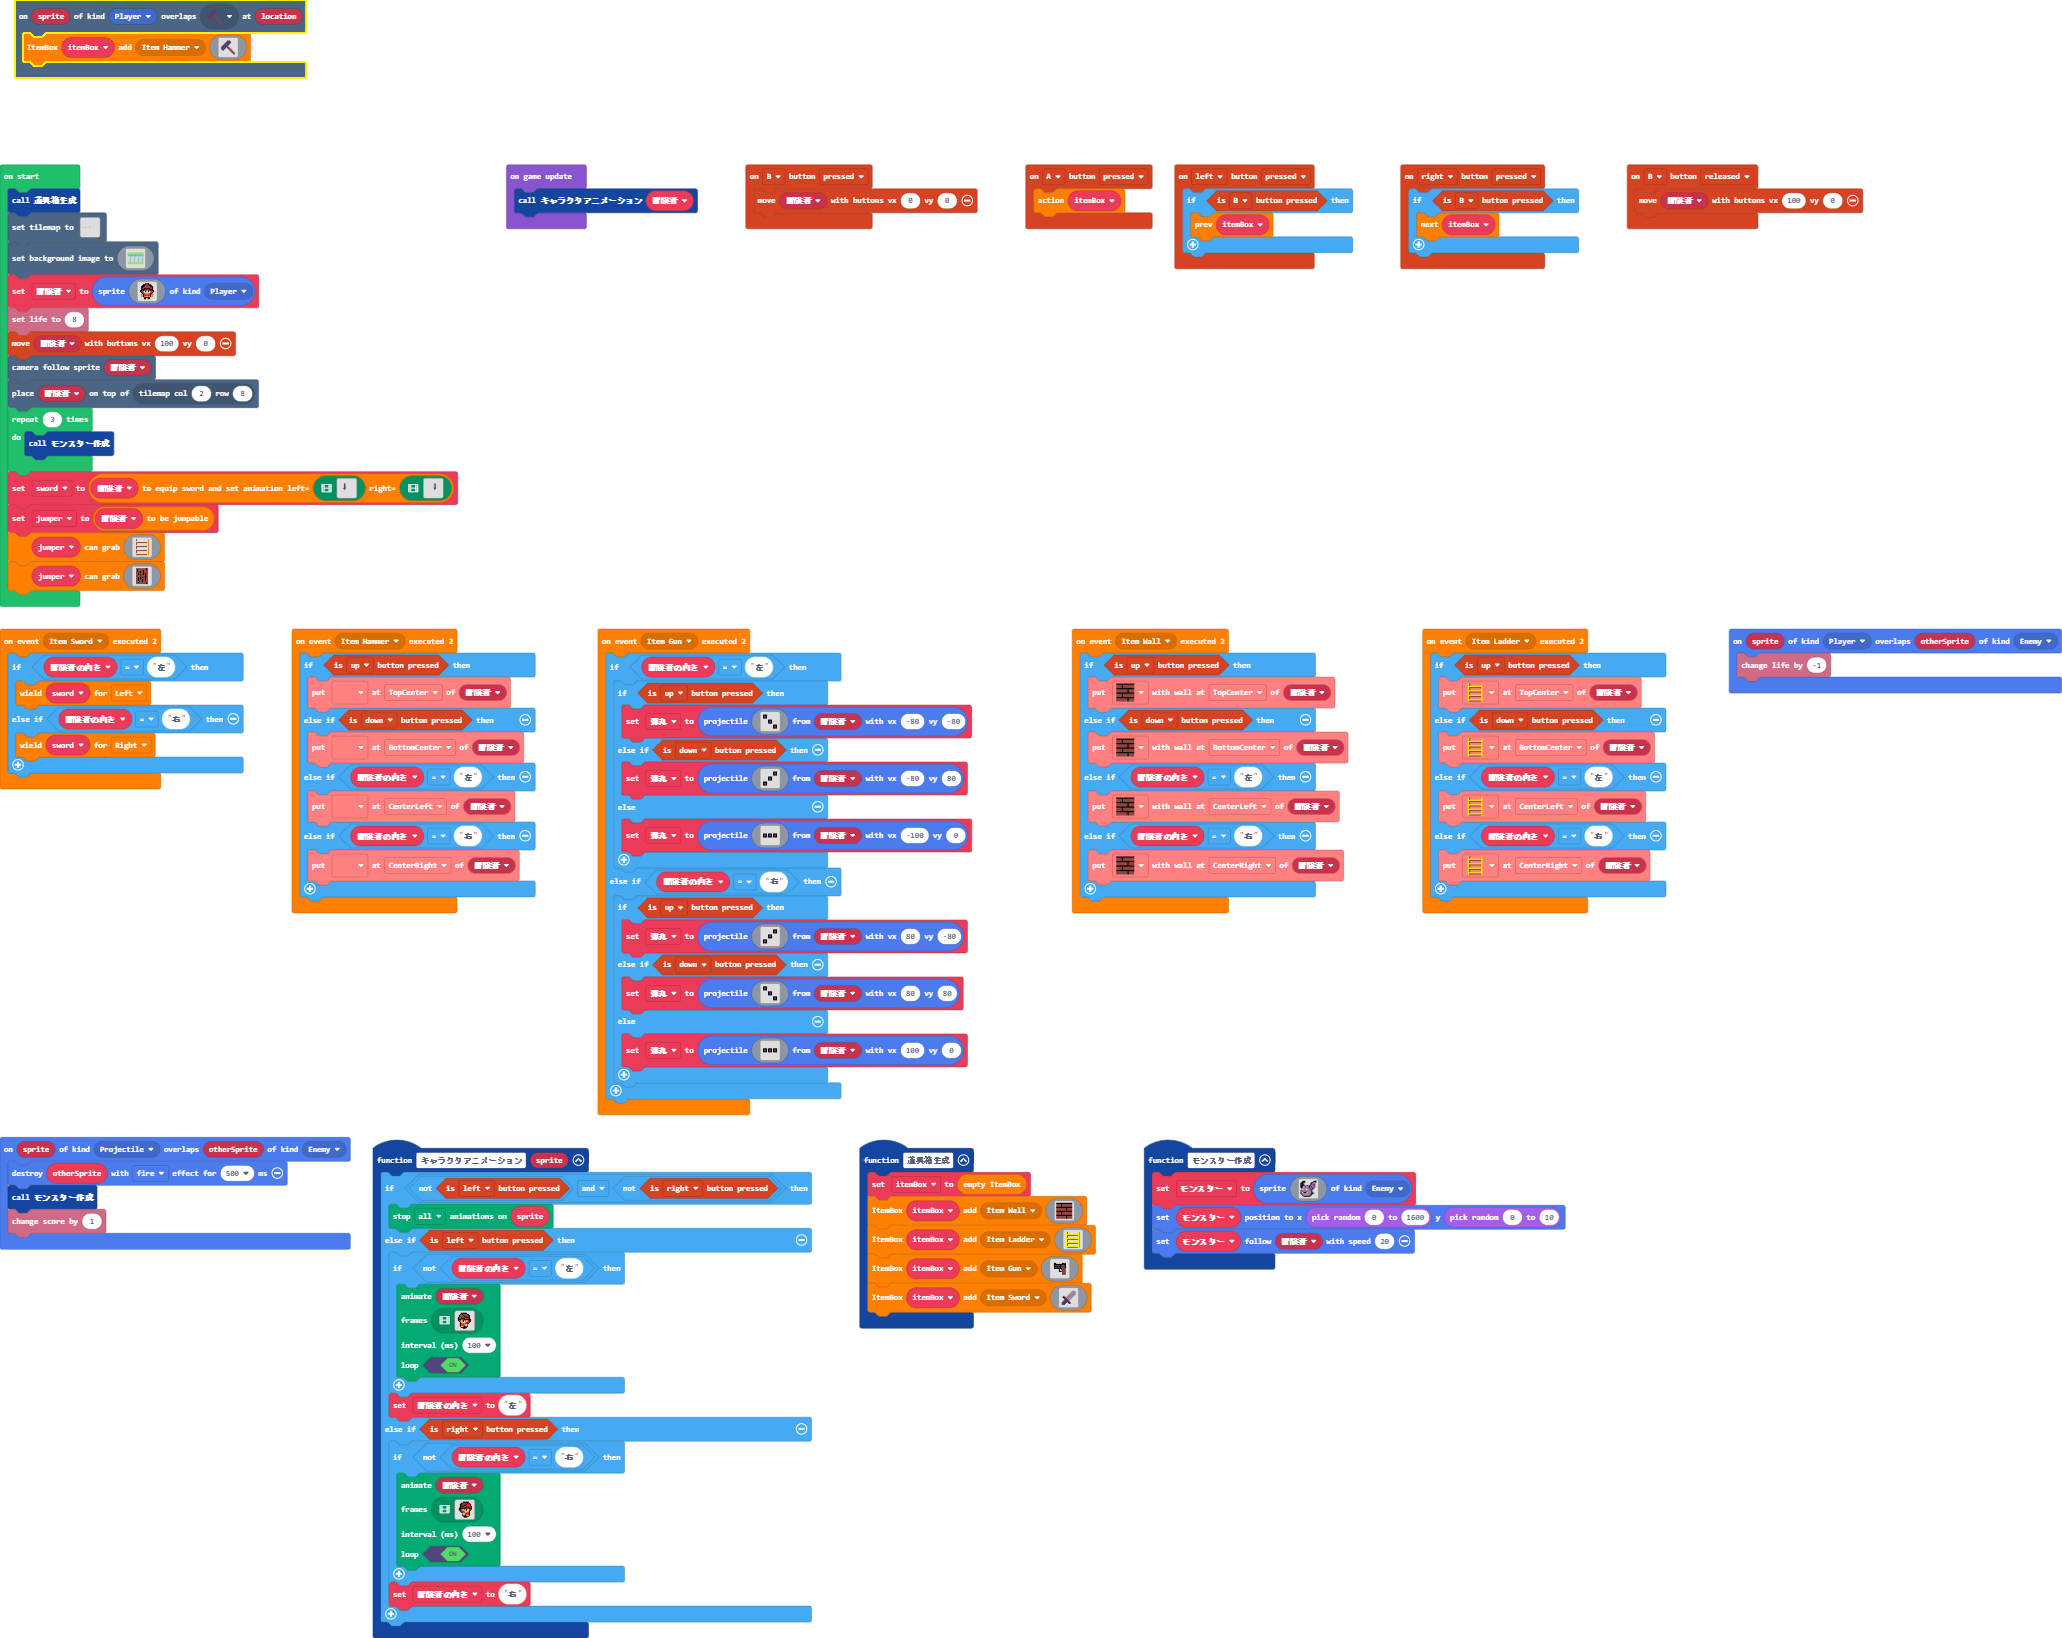 on sprite of kind Player overlaps at location
ItemBox itemBox add Item Hammer
on start
call 道具箱生成
set tilemap to
set background image to
set 冒険者 to sprite of kind Player
set life to 8
move 冒険者 with buttons vx 100 vy 0
camera follow sprite 冒険者
place 冒険者 on top of tilemap col 2 row 8
repeat 3 times
do call モンスター作成
set sword to 冒険者 to equip sword and set animation left= right=
set jumper to 冒険者 to be jumpable
jumper can grab
jumper can grab
on game update
call キャラクタアニメーション 冒険者
on B button pressed
move 冒険者 with buttons vx 0 vy 0
on A button pressed
action itemBox
on left button pressed
if is B button pressed then
prev itemBox
on right button pressed
if is B button pressed then
next itemBox
on B button released
move 冒険者 with buttons vx 100 vy 0
on event Item Sword executed 2
if 冒険者の向き = "左" then
wield sword for Left
else if 冒険者の向き = "右" then
wield sword for Right
on event Item Hammer executed 2
if is up button pressed then
put at TopCenter of 冒険者
else if is down button pressed then
put at BottomCenter of 冒険者
else if 冒険者の向き = "左" then
put at CenterLeft of 冒険者
else if 冒険者の向き = "右" then
put at CenterRight of 冒険者
on event Item Gun executed 2
if 冒険者の向き = "左" then
if is up button pressed then
set 弾丸 to projectile from 冒険者 with vx -80 vy -80
else if is down button pressed then
set 弾丸 to projectile from 冒険者 with vx -80 vy 80
else
set 弾丸 to projectile from 冒険者 with vx -100 vy 0
else if 冒険者の向き = "右" then
if is up button pressed then
set 弾丸 to projectile from 冒険者 with vx 80 vy -80
else if is down button pressed then
set 弾丸 to projectile from 冒険者 with vx 80 vy 80
else
set 弾丸 to projectile from 冒険者 with vx 100 vy 0
on event Item Wall executed 2
if is up button pressed then
put with wall at TopCenter of 冒険者
else if is down button pressed then
put with wall at BottomCenter of 冒険者
else if 冒険者の向き = "左" then
put with wall at CenterLeft of 冒険者
else if 冒険者の向き = "右" then
put with wall at CenterRight of 冒険者
on event Item Ladder executed 2
if is up button pressed then
put at TopCenter of 冒険者
else if is down button pressed then
put at BottomCenter of 冒険者
else if 冒険者の向き = "左" then
put at CenterLeft of 冒険者
else if 冒険者の向き = "右" then
put at CenterRight of 冒険者
on sprite of kind Player overlaps otherSprite of kind Enemy
change life by -1
on sprite of kind Projectile overlaps otherSprite of kind Enemy
destroy otherSprite with fire effect for 500 ms
call モンスター作成
change score by 1
function キャラクタアニメーション sprite
if not is left button pressed and not is right button pressed then
stop all animations on sprite
else if is left button pressed then
if not 冒険者の向き = "左" then
animate 冒険者
frames
interval (ms) 100
loop ON
set 冒険者の向き to "左"
else if is right button pressed then
if not 冒険者の向き = "右" then
animate 冒険者
frames
interval (ms) 100
loop ON
set 冒険者の向き to "右"
function 道具箱生成
set itemBox to empty ItemBox
ItemBox itemBox add Item Wall
ItemBox itemBox add Item Ladder
ItemBox itemBox add Item Gun
ItemBox itemBox add Item Sword
function モンスター作成
set モンスター to sprite of kind Enemy
set モンスター position to x pick random 0 to 1600 y pick random 0 to 10
set モンスター follow 冒険者 with speed 20